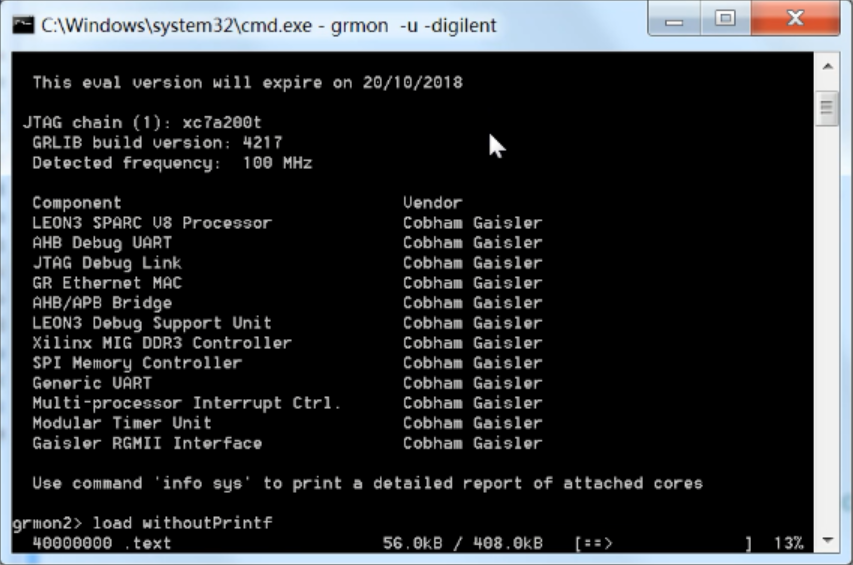 C:\Windows\system32\cmd.exe - grmon -u -digilent
This eval version will expire on 20/10/2018
JTAG chain (1): xc7a200t
GRLIB build version: 4217
Detected frequency: 100 MHz
Component Vendor
LEON3 SPARC V8 Processor Cobham Gaisler
AHB Debug UART Cobham Gaisler
JTAG Debug Link Cobham Gaisler
GR Ethernet MAC Cobham Gaisler
AHB/APB Bridge Cobham Gaisler
LEON3 Debug Support Unit Cobham Gaisler
Xilinx MIG DDR3 Controller Cobham Gaisler
SPI Memory Controller Cobham Gaisler
Generic UART Cobham Gaisler
Multi-processor Interrupt Ctrl. Cobham Gaisler
Modular Timer Unit Cobham Gaisler
Gaisler RGMII Interface Cobham Gaisler
Use command 'info sys' to print a detailed report of attached cores
grmon2> load withoutPrintf
40000000 .text 56.0kB / 408.0kB [==> ] 13%